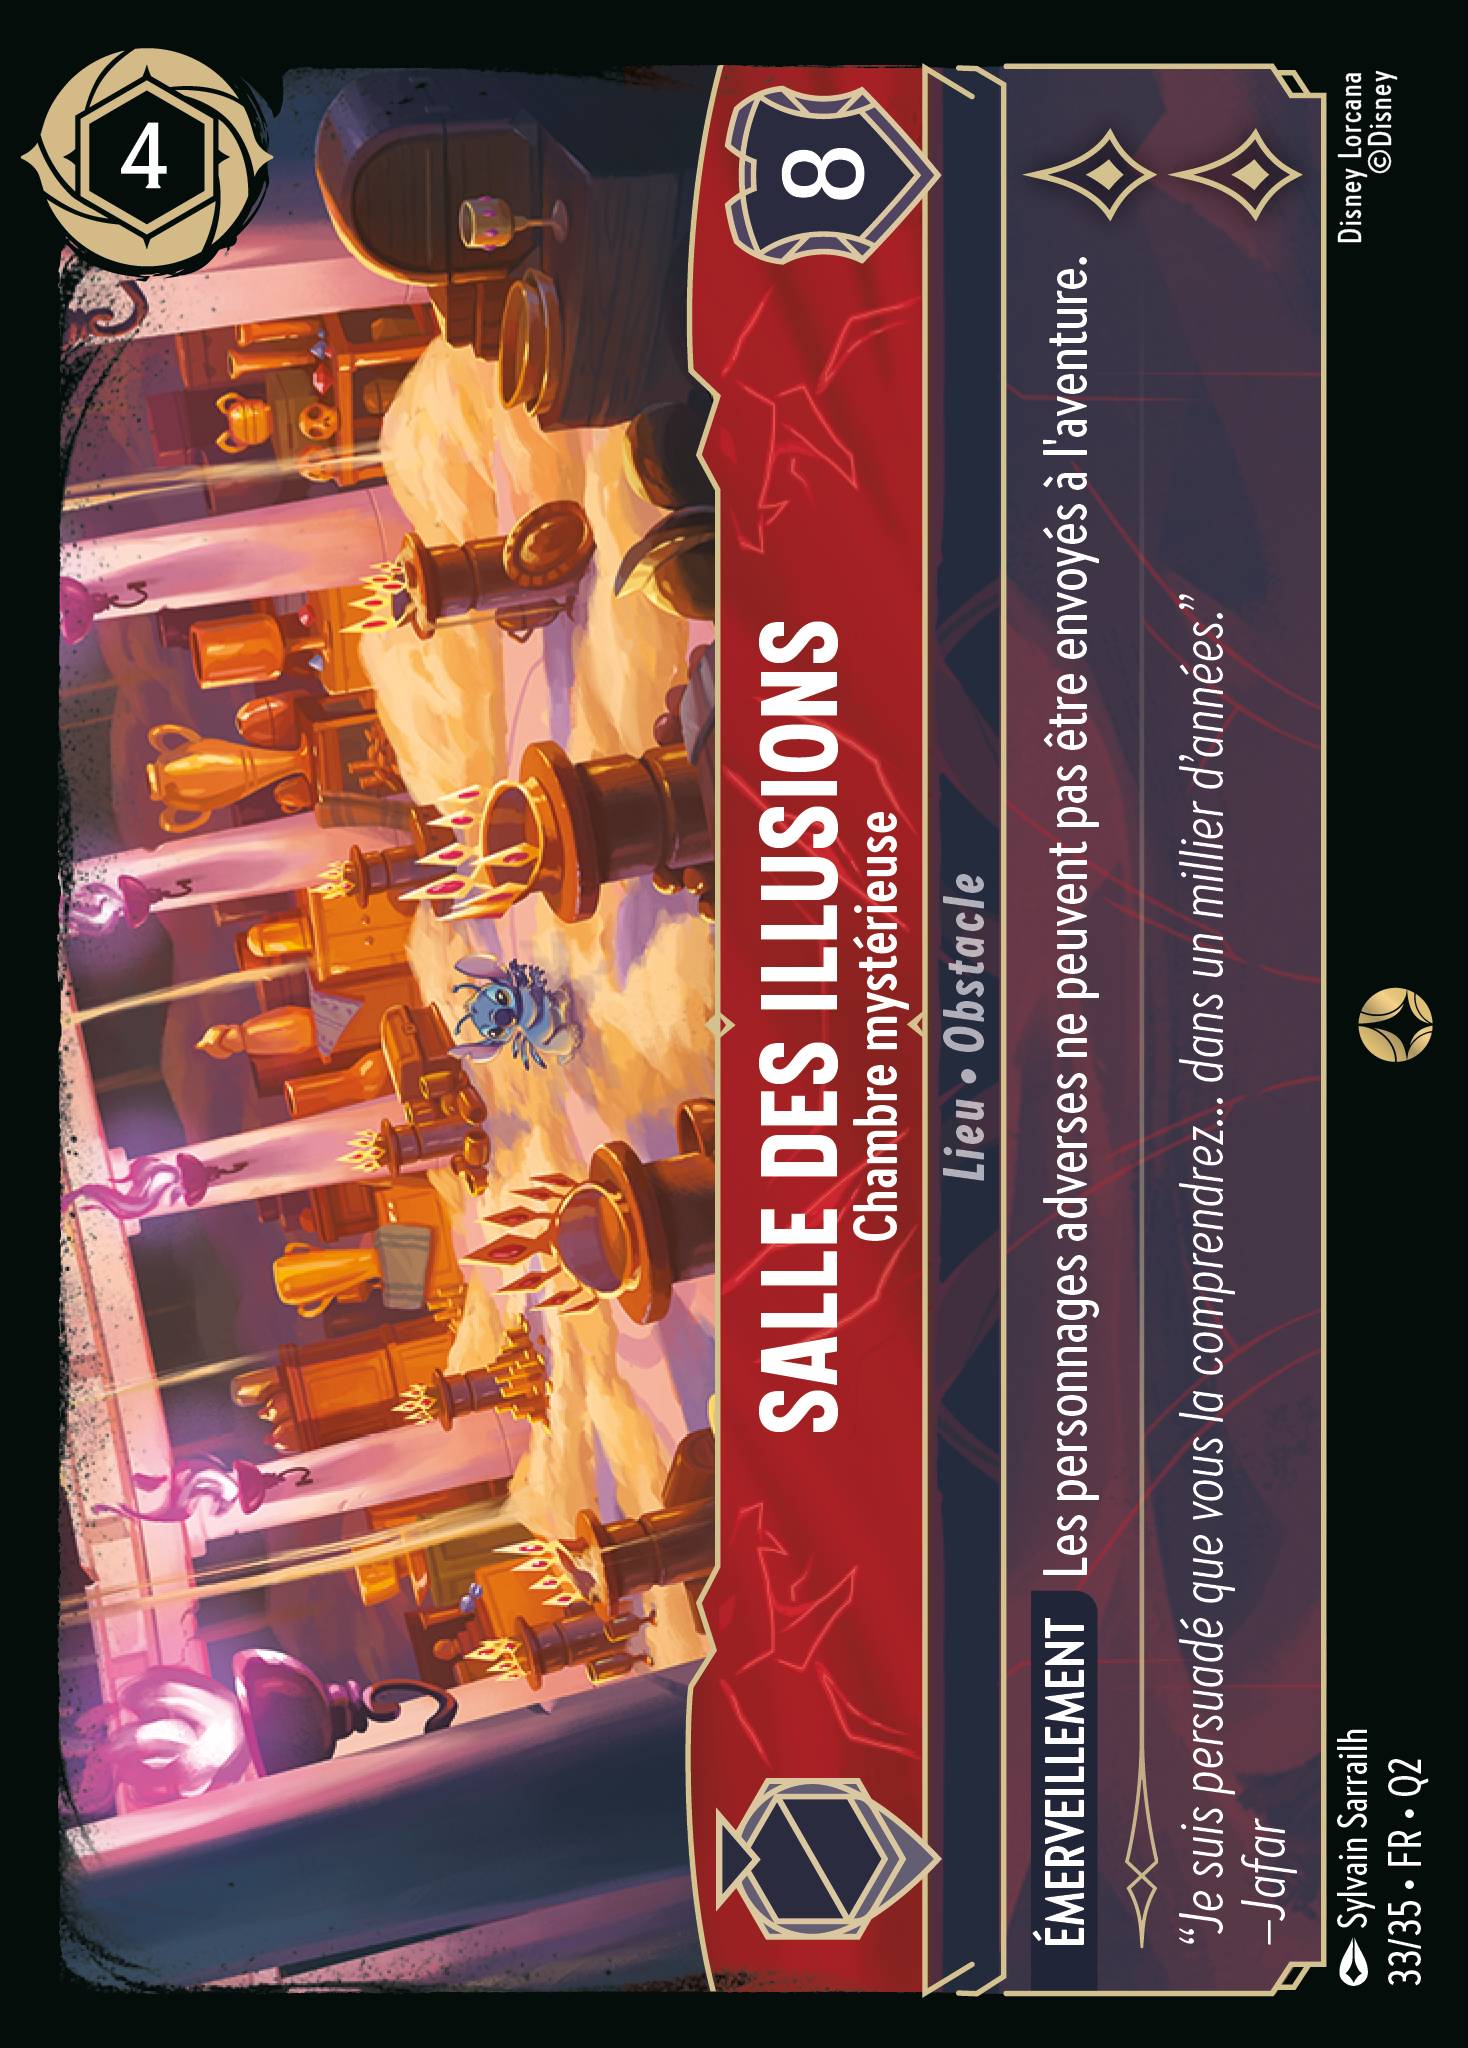 4
SALLE DES ILLUSIONS
Chambre mystérieuse
8
Lieu • Obstacle
ÉMERVEILLEMENT Les personnages adverses ne peuvent pas être envoyés à l'aventure.
“Je suis persuadé que vous la comprendrez... dans un millier d’années.”
–Jafar
Sylvain Sarrailh
33/35 • FR • Q2
Disney Lorcana
©Disney